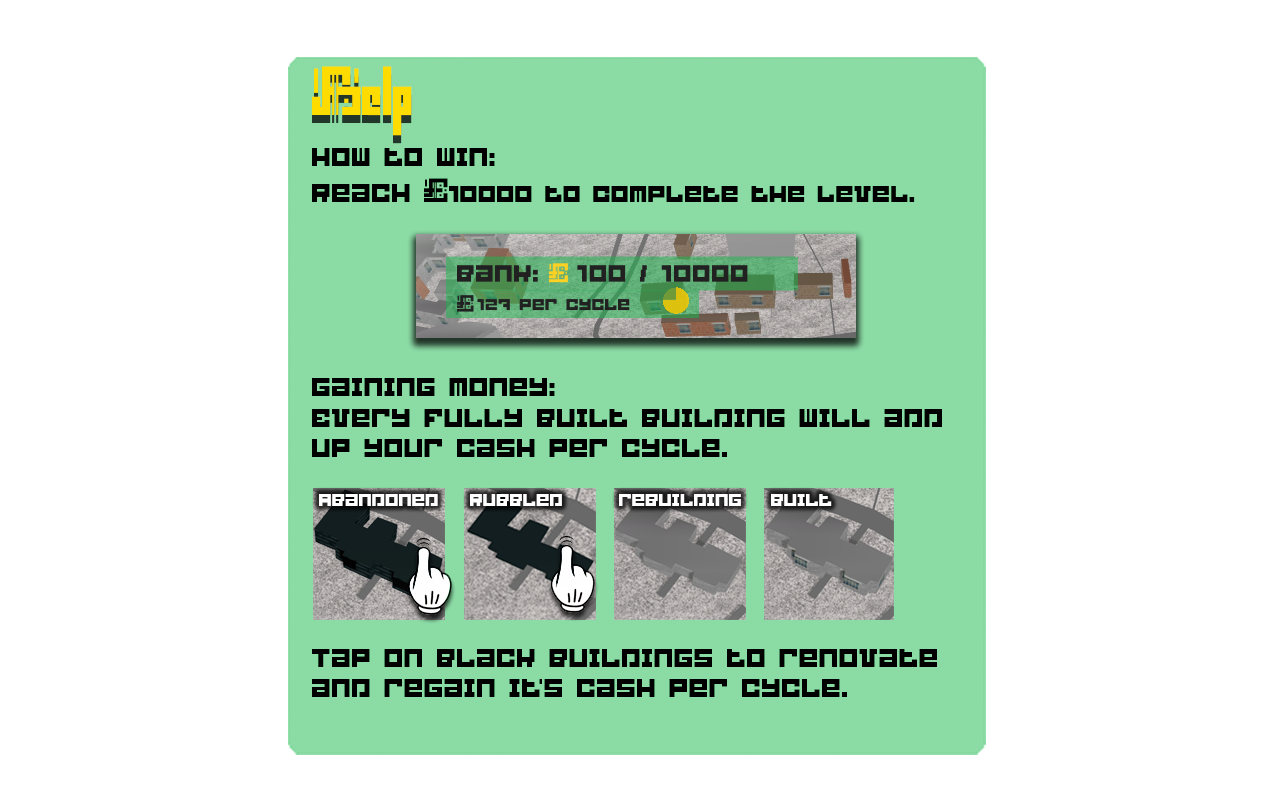 Help
How to win:
Reach £10000 to complete the level.
Bank: £ 100 / 10000
£127 per cycle
Gaining money:
Every fully built building will add
up your cash per cycle.
Abandoned
Rubbled
Rebuilding
Built
Tap on black buildings to renovate
and regain it's cash per cycle.